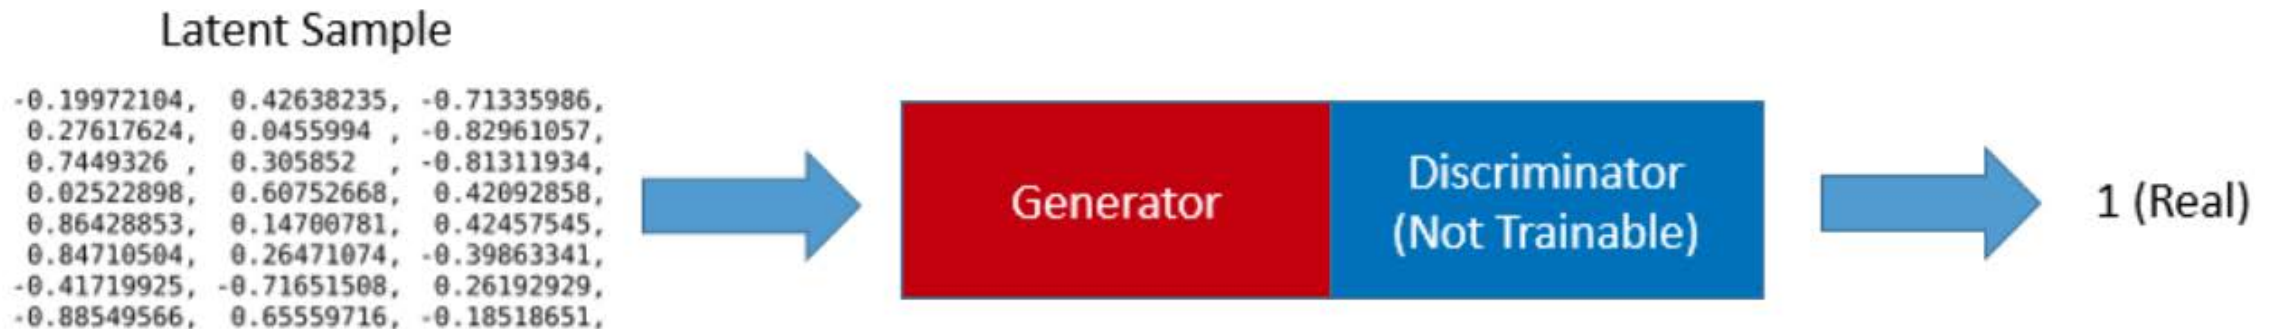 Latent Sample
-0.19972104, 0.42638235, -0.71335986,
0.27617624, 0.0455994 , -0.82961057,
0.7449326 , 0.305852 , -0.81311934,
0.02522898, 0.60752668, 0.42092858,
0.86428853, 0.14700781, 0.42457545,
0.84710504, 0.26471074, -0.39863341,
-0.41719925, -0.71651508, 0.26192929,
-0.88549566, 0.65559716, -0.18518651,
Generator
Discriminator
(Not Trainable)
1 (Real)